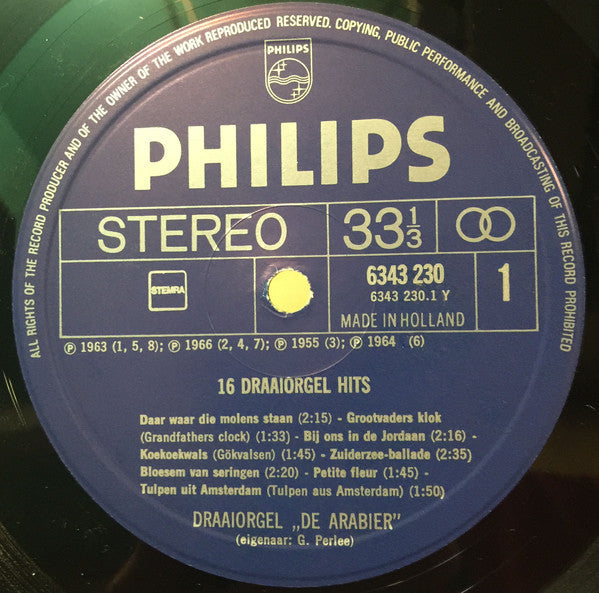 ALL RIGHTS OF THE RECORD PRODUCER AND OF THE OWNER OF THE WORK REPRODUCED RESERVED. COPYING, PUBLIC PERFORMANCE AND BROADCASTING OF THIS RECORD PROHIBITED
PHILIPS
PHILIPS
STEREO 33⅓
STEMRA
6343 230
6343 230.1 Y
1
MADE IN HOLLAND
Ⓟ 1963 (1, 5, 8); Ⓟ 1966 (2, 4, 7); Ⓟ 1955 (3); Ⓟ 1964 (6)
16 DRAAIORGEL HITS
Daar waar die molens staan (2:15) - Grootvaders klok
(Grandfathers clock) (1:33) - Bij ons in de Jordaan (2:16) -
Koekoekwals (Gökvalsen) (1:45) - Zuiderzee-ballade (2:35)
Bloesem van seringen (2:20) - Petite fleur (1:45) -
Tulpen uit Amsterdam (Tulpen aus Amsterdam) (1:50)
DRAAIORGEL „DE ARABIER"
(eigenaar: G. Perlee)